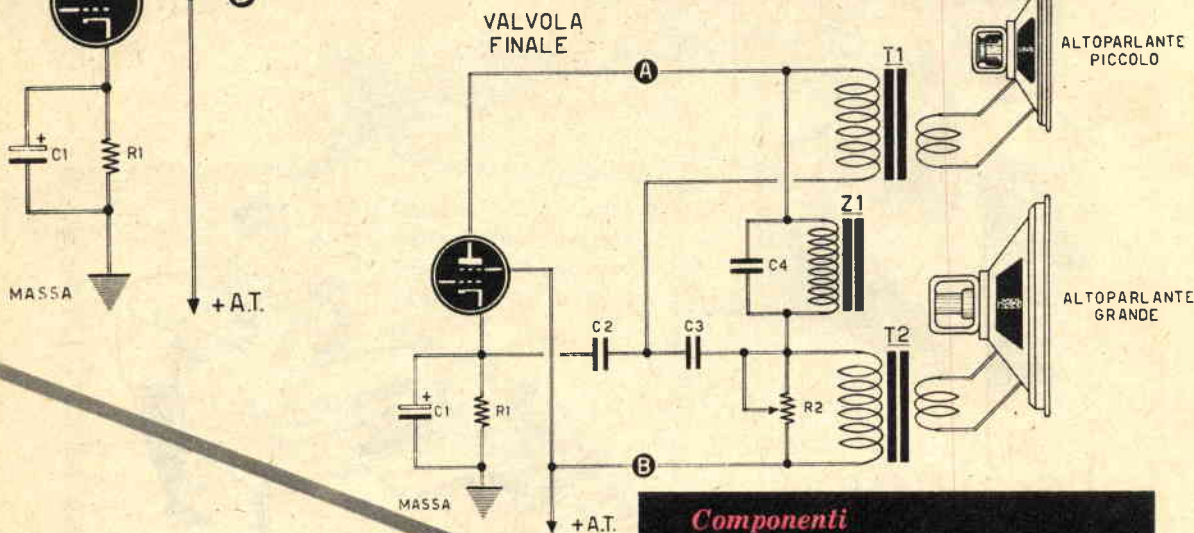 VALVOLA
FINALE
A
T1
ALTOPARLANTE
PICCOLO
+
C1
R1
Z1
C4
MASSA
+ A.T.
ALTOPARLANTE
GRANDE
C2
C3
T2
+
C1
R1
R2
B
MASSA
+ A.T.
Componenti